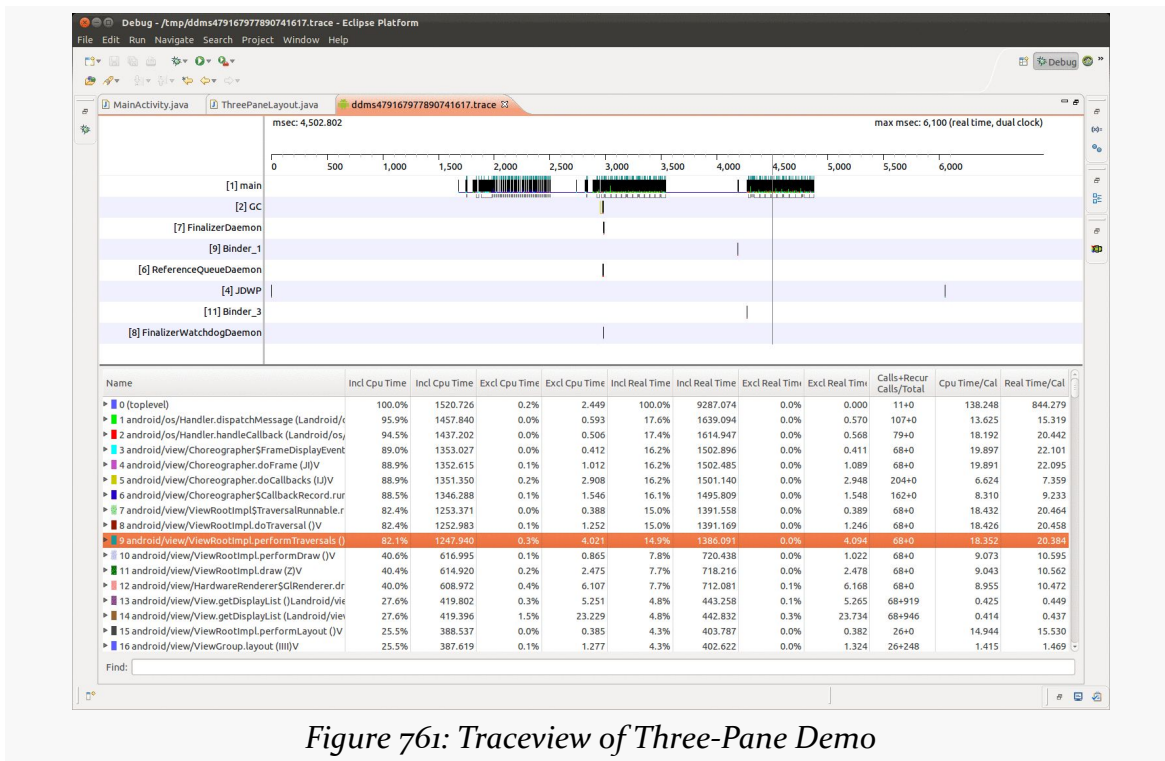 Debug - /tmp/ddms479167977890741617.trace - Eclipse Platform
File Edit Run Navigate Search Project Window Help
Debug »
MainActivity.java ThreePaneLayout.java ddms479167977890741617.trace
msec: 4,502.802 max msec: 6,100 (real time, dual clock)
0 500 1,000 1,500 2,000 2,500 3,000 3,500 4,000 4,500 5,000 5,500 6,000
[1] main
[2] GC
[7] FinalizerDaemon
[9] Binder_1
[6] ReferenceQueueDaemon
[4] JDWP
[11] Binder_3
[8] FinalizerWatchdogDaemon
Name Incl Cpu Time Incl Cpu Time Excl Cpu Time Excl Cpu Time Incl Real Time Incl Real Time Excl Real Time Excl Real Time Calls+Recur Calls/Total Cpu Time/Cal Real Time/Cal
0 (toplevel) 100.0% 1520.726 0.2% 2.449 100.0% 9287.074 0.0% 0.000 11+0 138.248 844.279
1 android/os/Handler.dispatchMessage (Landroid/c 95.9% 1457.840 0.0% 0.593 17.6% 1639.094 0.0% 0.570 107+0 13.625 15.319
2 android/os/Handler.handleCallback (Landroid/os/ 94.5% 1437.202 0.0% 0.506 17.4% 1614.947 0.0% 0.568 79+0 18.192 20.442
3 android/view/Choreographer$FrameDisplayEvent 89.0% 1353.027 0.0% 0.412 16.2% 1502.896 0.0% 0.411 68+0 19.897 22.101
4 android/view/Choreographer.doFrame (JI)V 88.9% 1352.615 0.1% 1.012 16.2% 1502.485 0.0% 1.089 68+0 19.891 22.095
5 android/view/Choreographer.doCallbacks (IJ)V 88.9% 1351.350 0.2% 2.908 16.2% 1501.140 0.0% 2.948 204+0 6.624 7.359
6 android/view/Choreographer$CallbackRecord.rur 88.5% 1346.288 0.1% 1.546 16.1% 1495.809 0.0% 1.548 162+0 8.310 9.233
7 android/view/ViewRootImpl$TraversalRunnable.r 82.4% 1253.371 0.0% 0.388 15.0% 1391.558 0.0% 0.389 68+0 18.432 20.464
8 android/view/ViewRootImpl.doTraversal ()V 82.4% 1252.983 0.1% 1.252 15.0% 1391.169 0.0% 1.246 68+0 18.426 20.458
9 android/view/ViewRootImpl.performTraversals () 82.1% 1247.940 0.3% 4.021 14.9% 1386.091 0.0% 4.094 68+0 18.352 20.384
10 android/view/ViewRootImpl.performDraw ()V 40.6% 616.995 0.1% 0.865 7.8% 720.438 0.0% 1.022 68+0 9.073 10.595
11 android/view/ViewRootImpl.draw (Z)V 40.4% 614.920 0.2% 2.475 7.7% 718.216 0.0% 2.478 68+0 9.043 10.562
12 android/view/HardwareRenderer$GlRenderer.dr 40.0% 608.972 0.4% 6.107 7.7% 712.081 0.1% 6.168 68+0 8.955 10.472
13 android/view/View.getDisplayList ()Landroid/vie 27.6% 419.802 0.3% 5.251 4.8% 443.258 0.1% 5.265 68+919 0.425 0.449
14 android/view/View.getDisplayList (Landroid/view 27.6% 419.396 1.5% 23.229 4.8% 442.832 0.3% 23.734 68+946 0.414 0.437
15 android/view/ViewRootImpl.performLayout ()V 25.5% 388.537 0.0% 0.385 4.3% 403.787 0.0% 0.382 26+0 14.944 15.530
16 android/view/ViewGroup.layout (IIII)V 25.5% 387.619 0.1% 1.277 4.3% 402.622 0.0% 1.324 26+248 1.415 1.469
Find:
Figure 761: Traceview of Three-Pane Demo